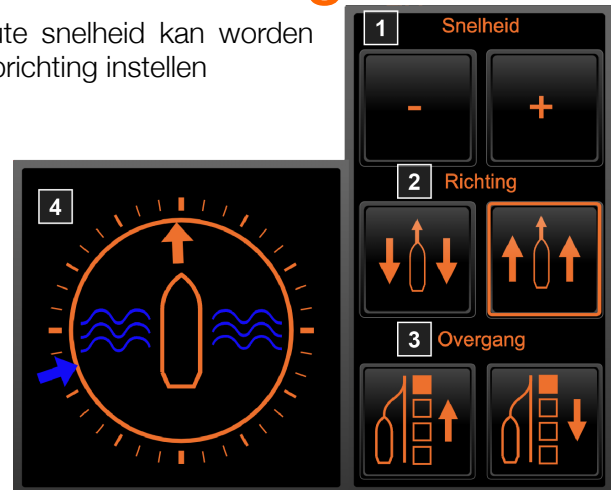 ute snelheid kan worden
prichting instellen
1 Snelheid
- +
2 Richting
3 Overgang
4